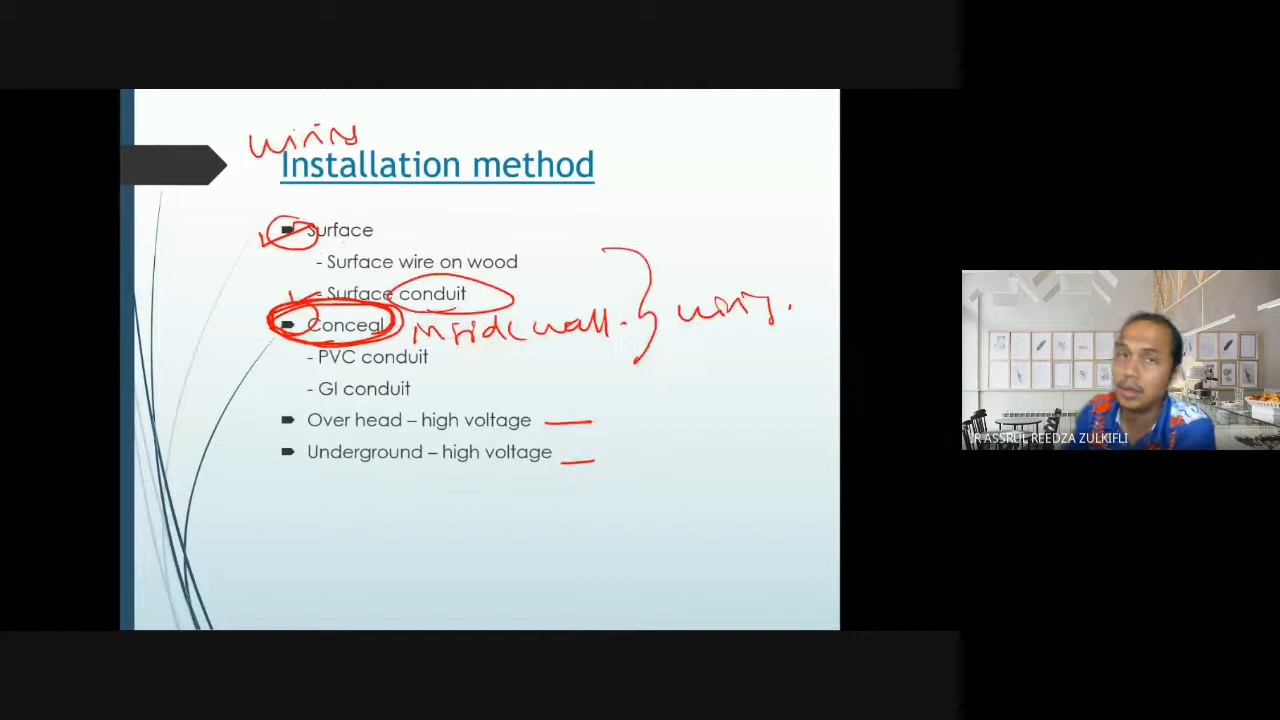 wiring
Installation method
Surface
- Surface wire on wood
- Surface conduit
Conceal inside wall.
wiring.
- PVC conduit
- GI conduit
Over head – high voltage
Underground – high voltage
R ASSRUL REEDZA ZULKIFLI